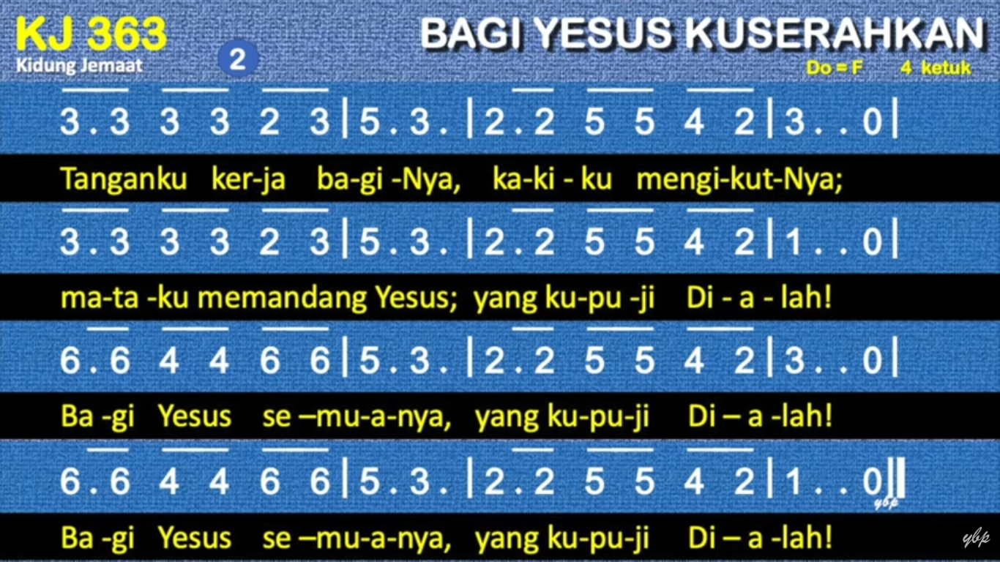 KJ 363
BAGI YESUS KUSERAHKAN
Kidung Jemaat
2
Do = F 4 ketuk
3 . 3 3 3 2 3 | 5 . 3 . | 2 . 2 5 5 4 2 | 3 . . 0 |
Tanganku ker-ja ba-gi -Nya, ka-ki - ku mengi-kut-Nya;
3 . 3 3 3 2 3 | 5 . 3 . | 2 . 2 5 5 4 2 | 1 . . 0 |
ma-ta -ku memandang Yesus; yang ku-pu -ji Di - a - lah!
6 . 6 4 4 6 6 | 5 . 3 . | 2 . 2 5 5 4 2 | 3 . . 0 |
Ba -gi Yesus se –mu-a-nya, yang ku-pu-ji Di – a -lah!
6 . 6 4 4 6 6 | 5 . 3 . | 2 . 2 5 5 4 2 | 1 . . 0 ||
ybp
Ba -gi Yesus se –mu-a-nya, yang ku-pu-ji Di – a -lah!
ybp